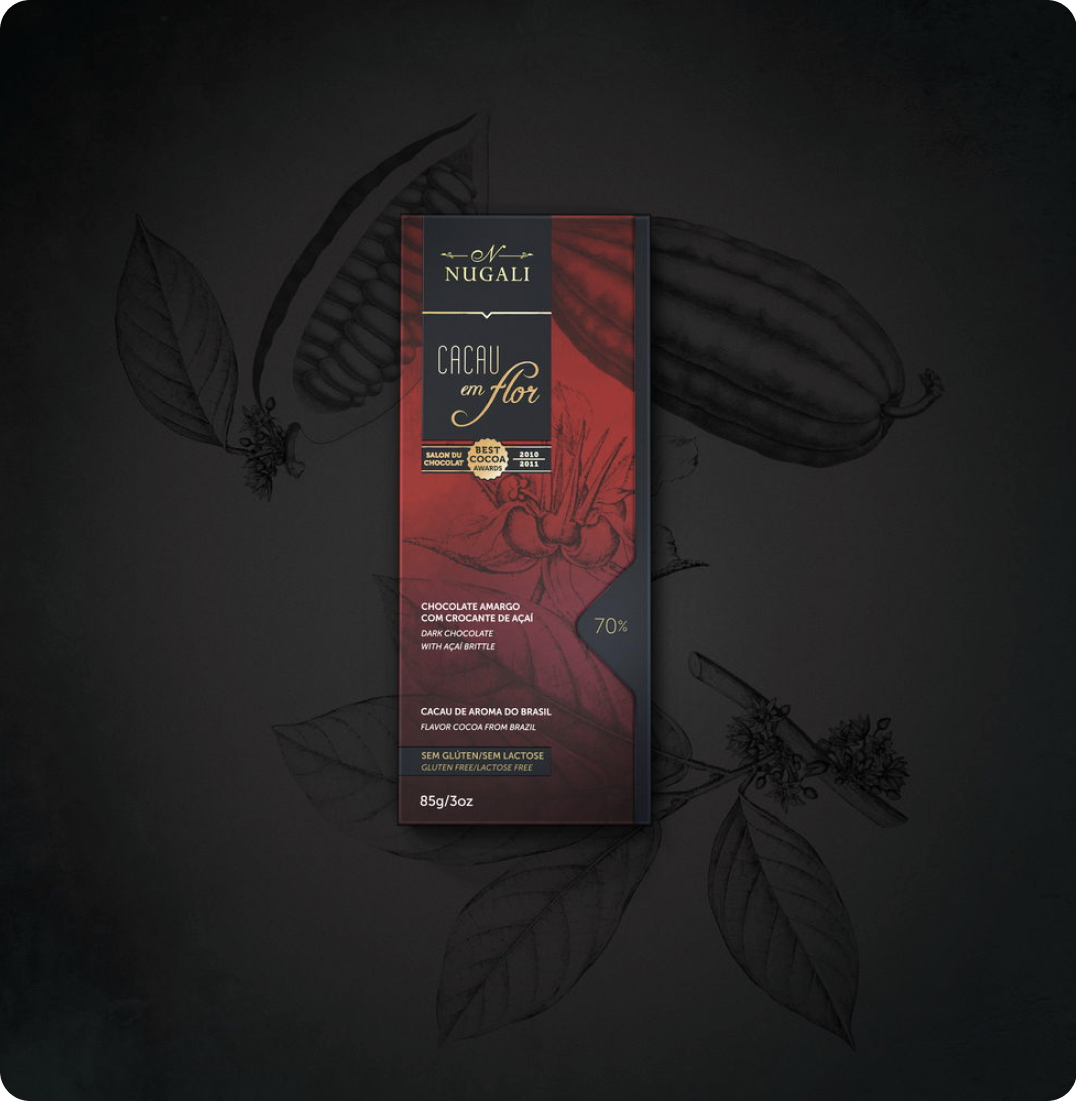 N
NUGALI
CACAU
em flor
SALON DU
CHOCOLAT
BEST
COCOA
AWARDS
2010
2011
CHOCOLATE AMARGO
COM CROCANTE DE AÇAÍ
DARK CHOCOLATE
WITH AÇAÍ BRITTLE
70%
CACAU DE AROMA DO BRASIL
FLAVOR COCOA FROM BRAZIL
SEM GLÚTEN/SEM LACTOSE
GLUTEN FREE/LACTOSE FREE
85g/3oz